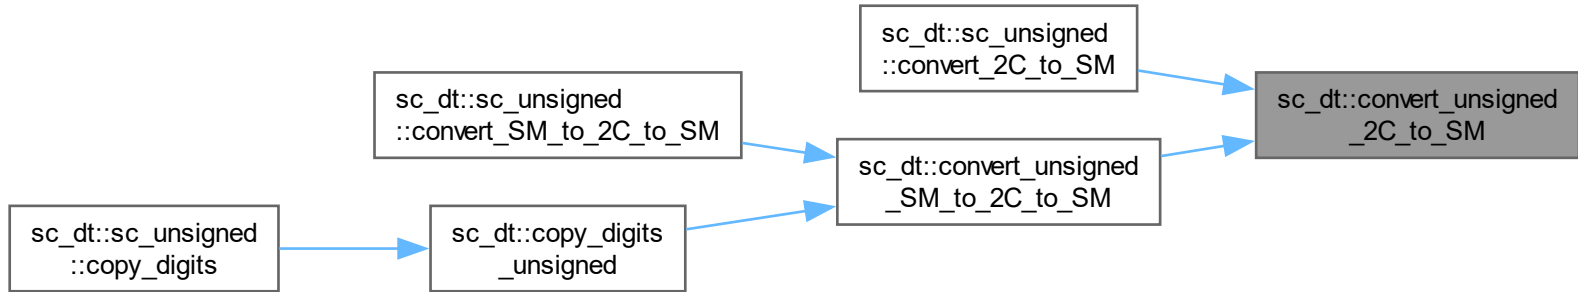 sc_dt::sc_unsigned
::convert_2C_to_SM
sc_dt::sc_unsigned
::convert_SM_to_2C_to_SM
sc_dt::convert_unsigned
_2C_to_SM
sc_dt::convert_unsigned
_SM_to_2C_to_SM
sc_dt::sc_unsigned
::copy_digits
sc_dt::copy_digits
_unsigned